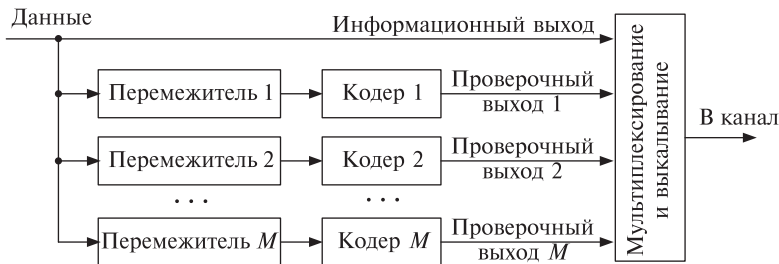 Данные
Информационный выход
Перемежитель 1
Кодер 1
Проверочный
выход 1
Перемежитель 2
Кодер 2
Проверочный
выход 2
. . .
. . .
Перемежитель M
Кодер M
Проверочный
выход M
Мультиплексирование
и выкалывание
В канал